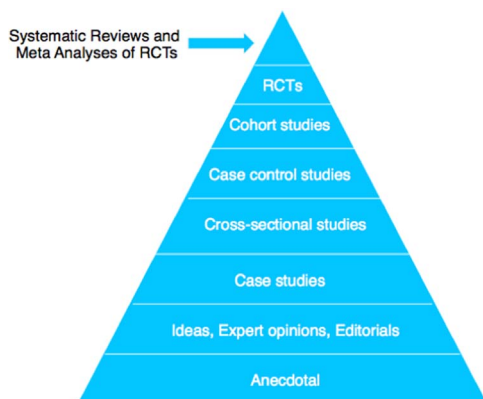 Systematic Reviews and
Meta Analyses of RCTs
RCTs
Cohort studies
Case control studies
Cross-sectional studies
Case studies
Ideas, Expert opinions, Editorials
Anecdotal